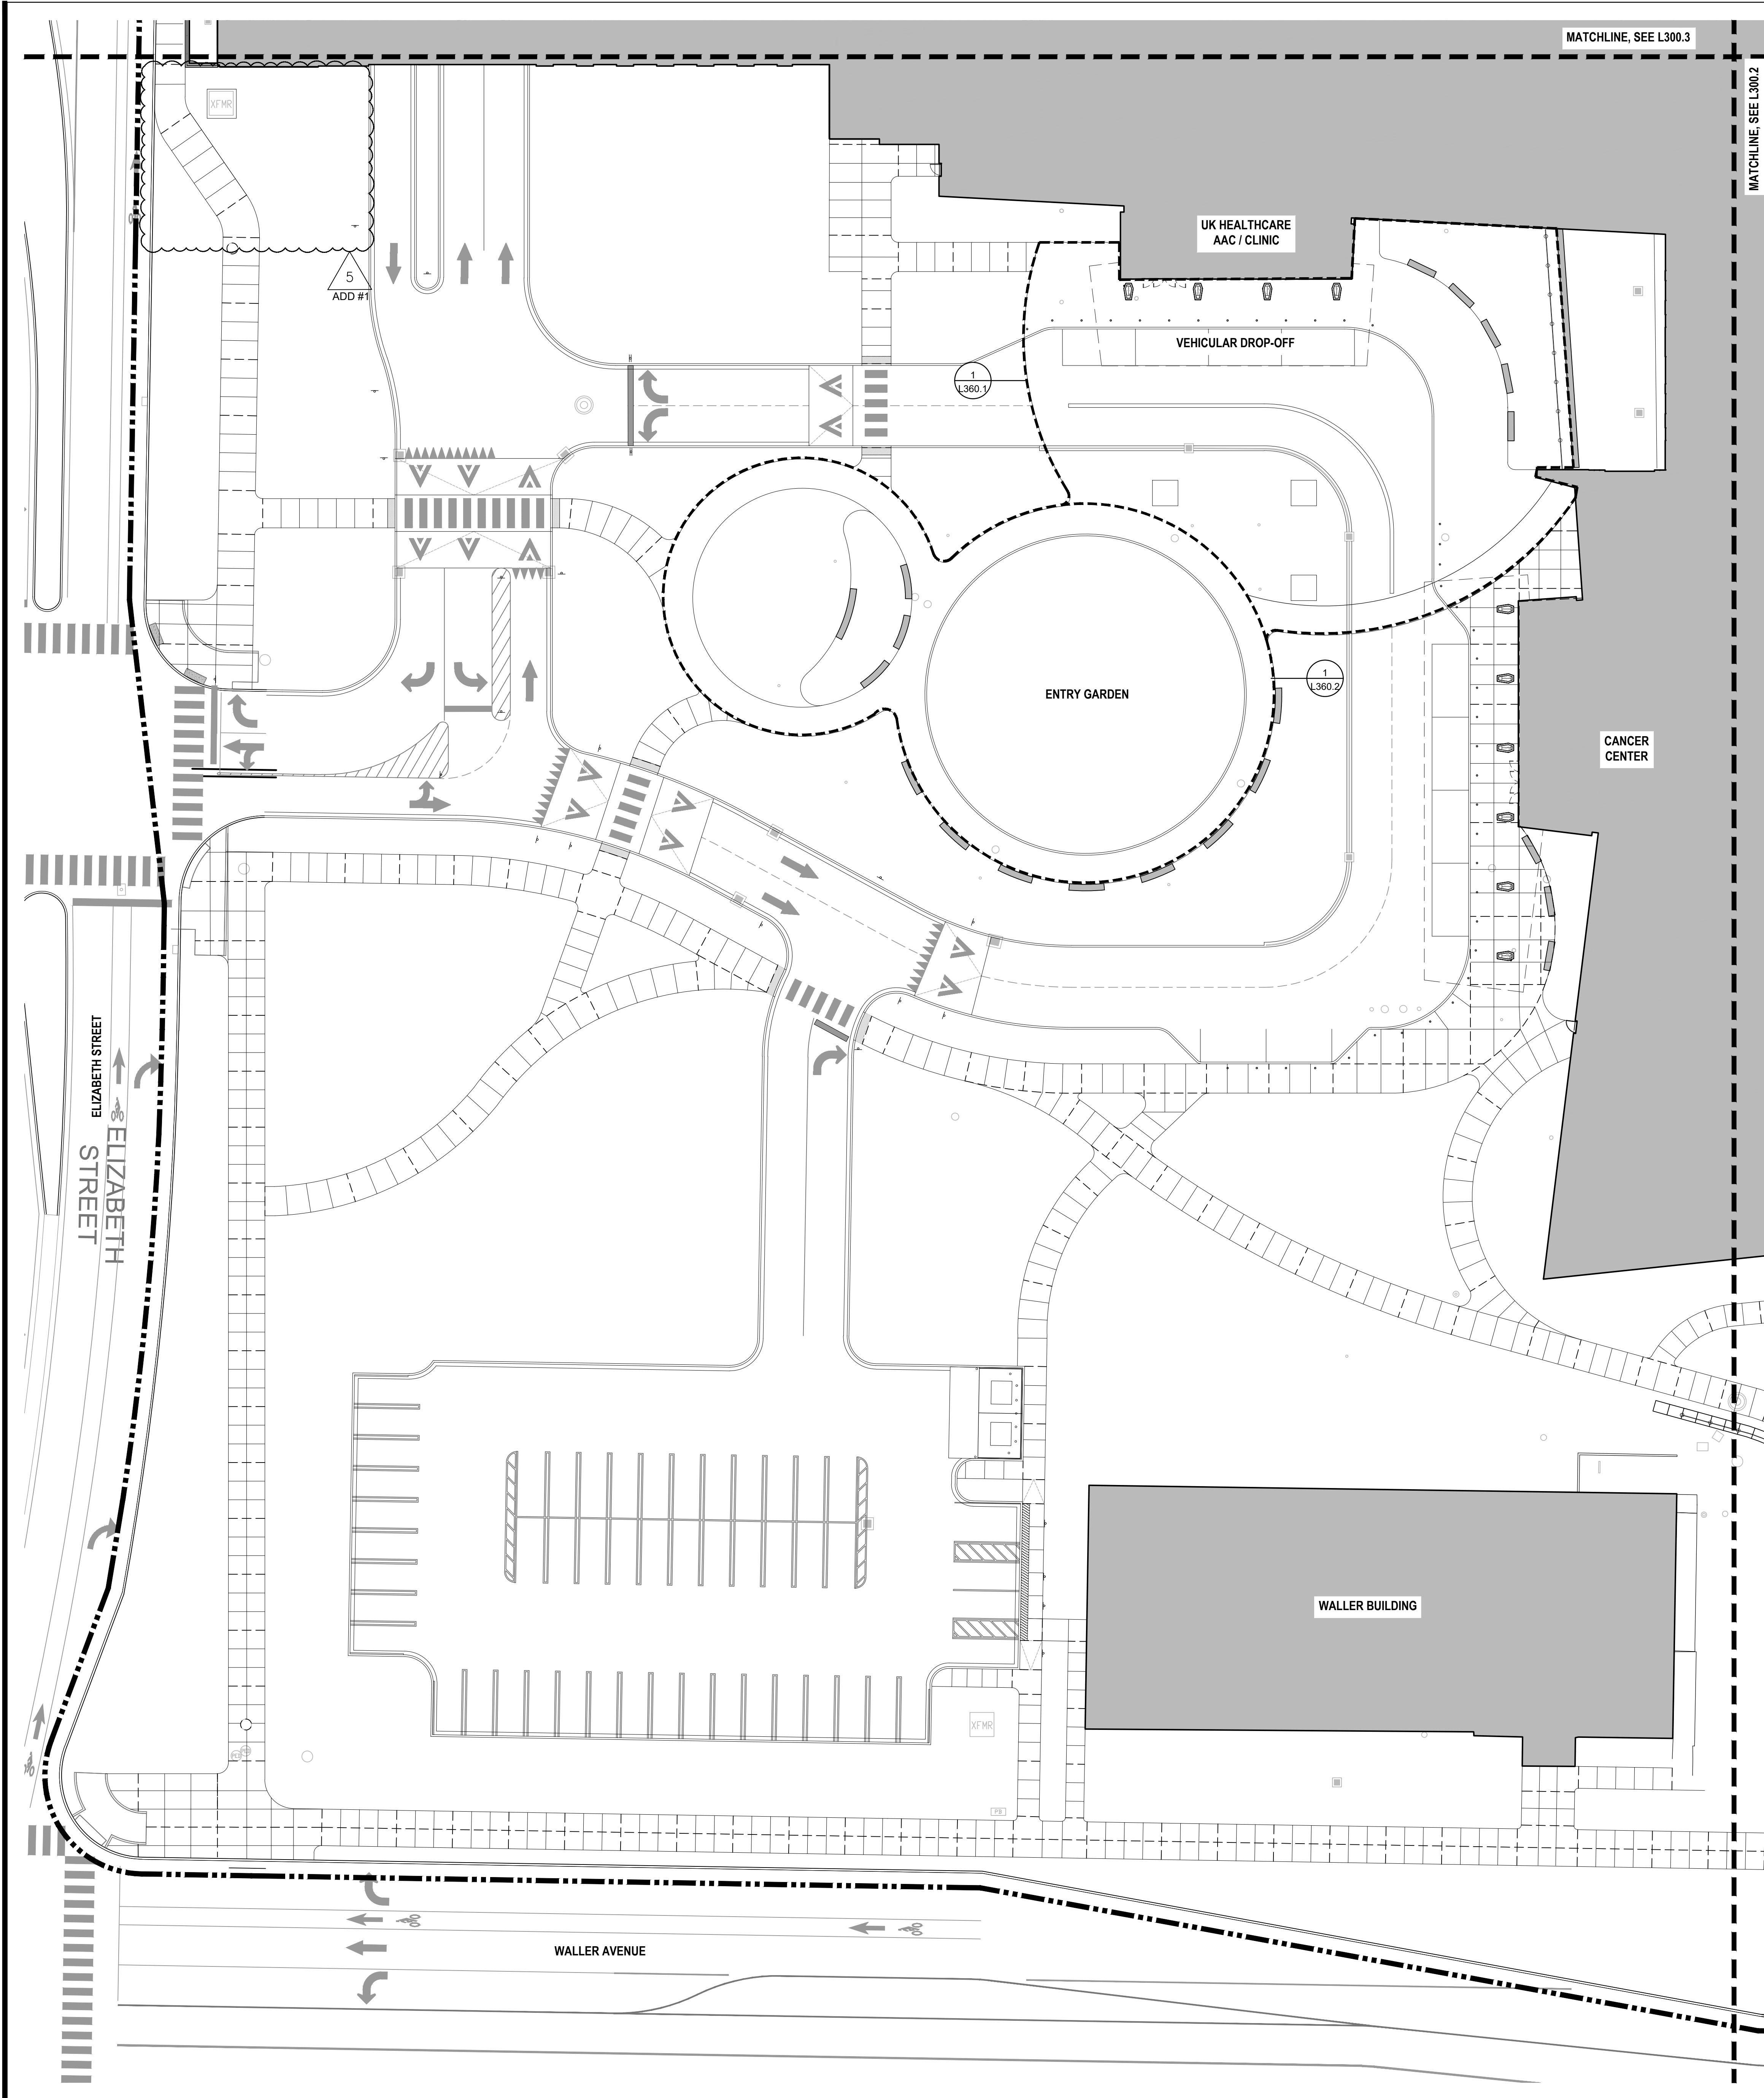 MATCHLINE, SEE L300.3
MATCHLINE, SEE L300.2
XFMR
5
ADD #1
UK HEALTHCARE
AAC / CLINIC
VEHICULAR DROP-OFF
1
L360.1
1
L360.2
ENTRY GARDEN
CANCER
CENTER
ELIZABETH STREET
ELIZABETH
STREET
WALLER BUILDING
XFMR
PB
WALLER AVENUE